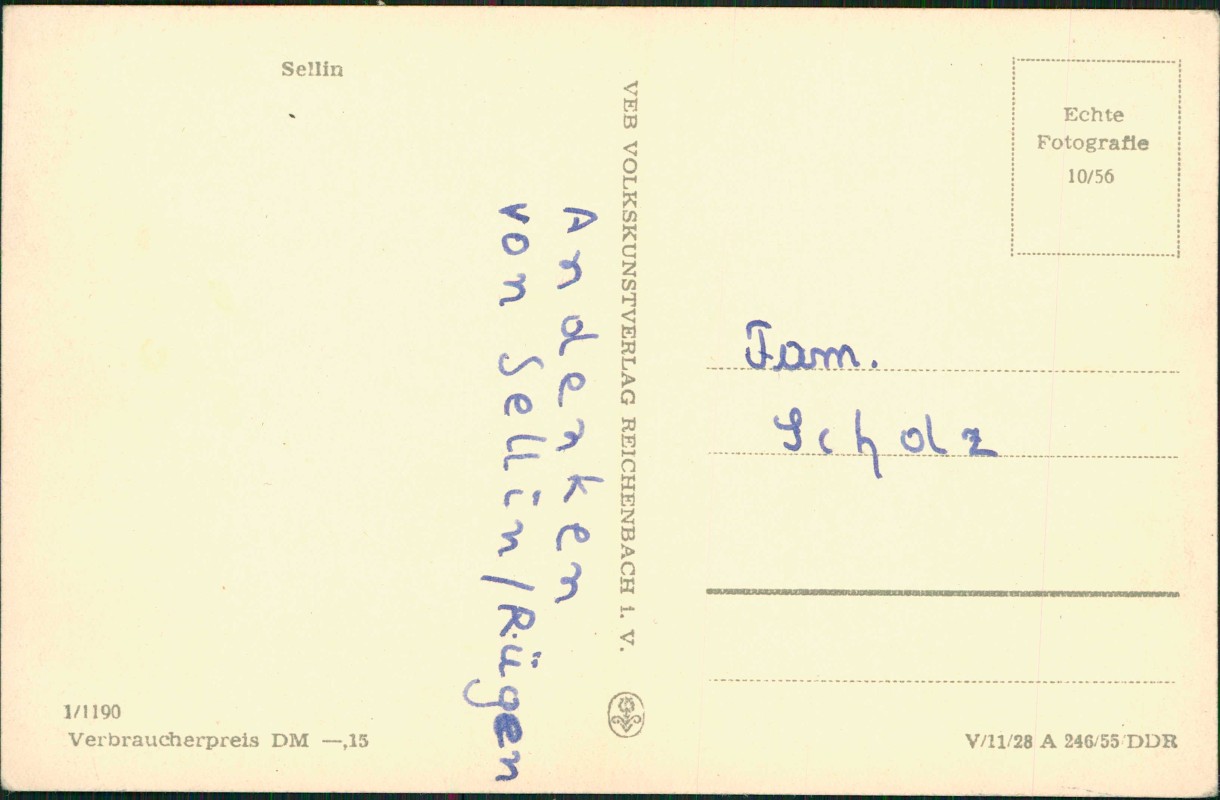 Sellin
Andenken
von Sellin/Rügen
1/1190
Verbraucherpreis DM —,15
VEB VOLKSKUNSTVERLAG REICHENBACH i. V.
Echte
Fotografie
10/56
Fam.
Scholz
V/11/28 A 246/55 DDR